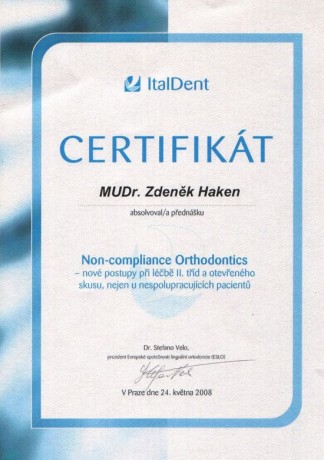 ItalDent
CERTIFIKÁT
MUDr. Zdeněk Haken
absolvoval/a přednášku
Non-compliance Orthodontics
– nové postupy při léčbě II. tříd a otevřeného
skusu, nejen u nespolupracujících pacientů
Dr. Stefano Velo,
prezident Evropské společnosti linguální ortodoncie (ESLO)
V Praze dne 24. května 2008